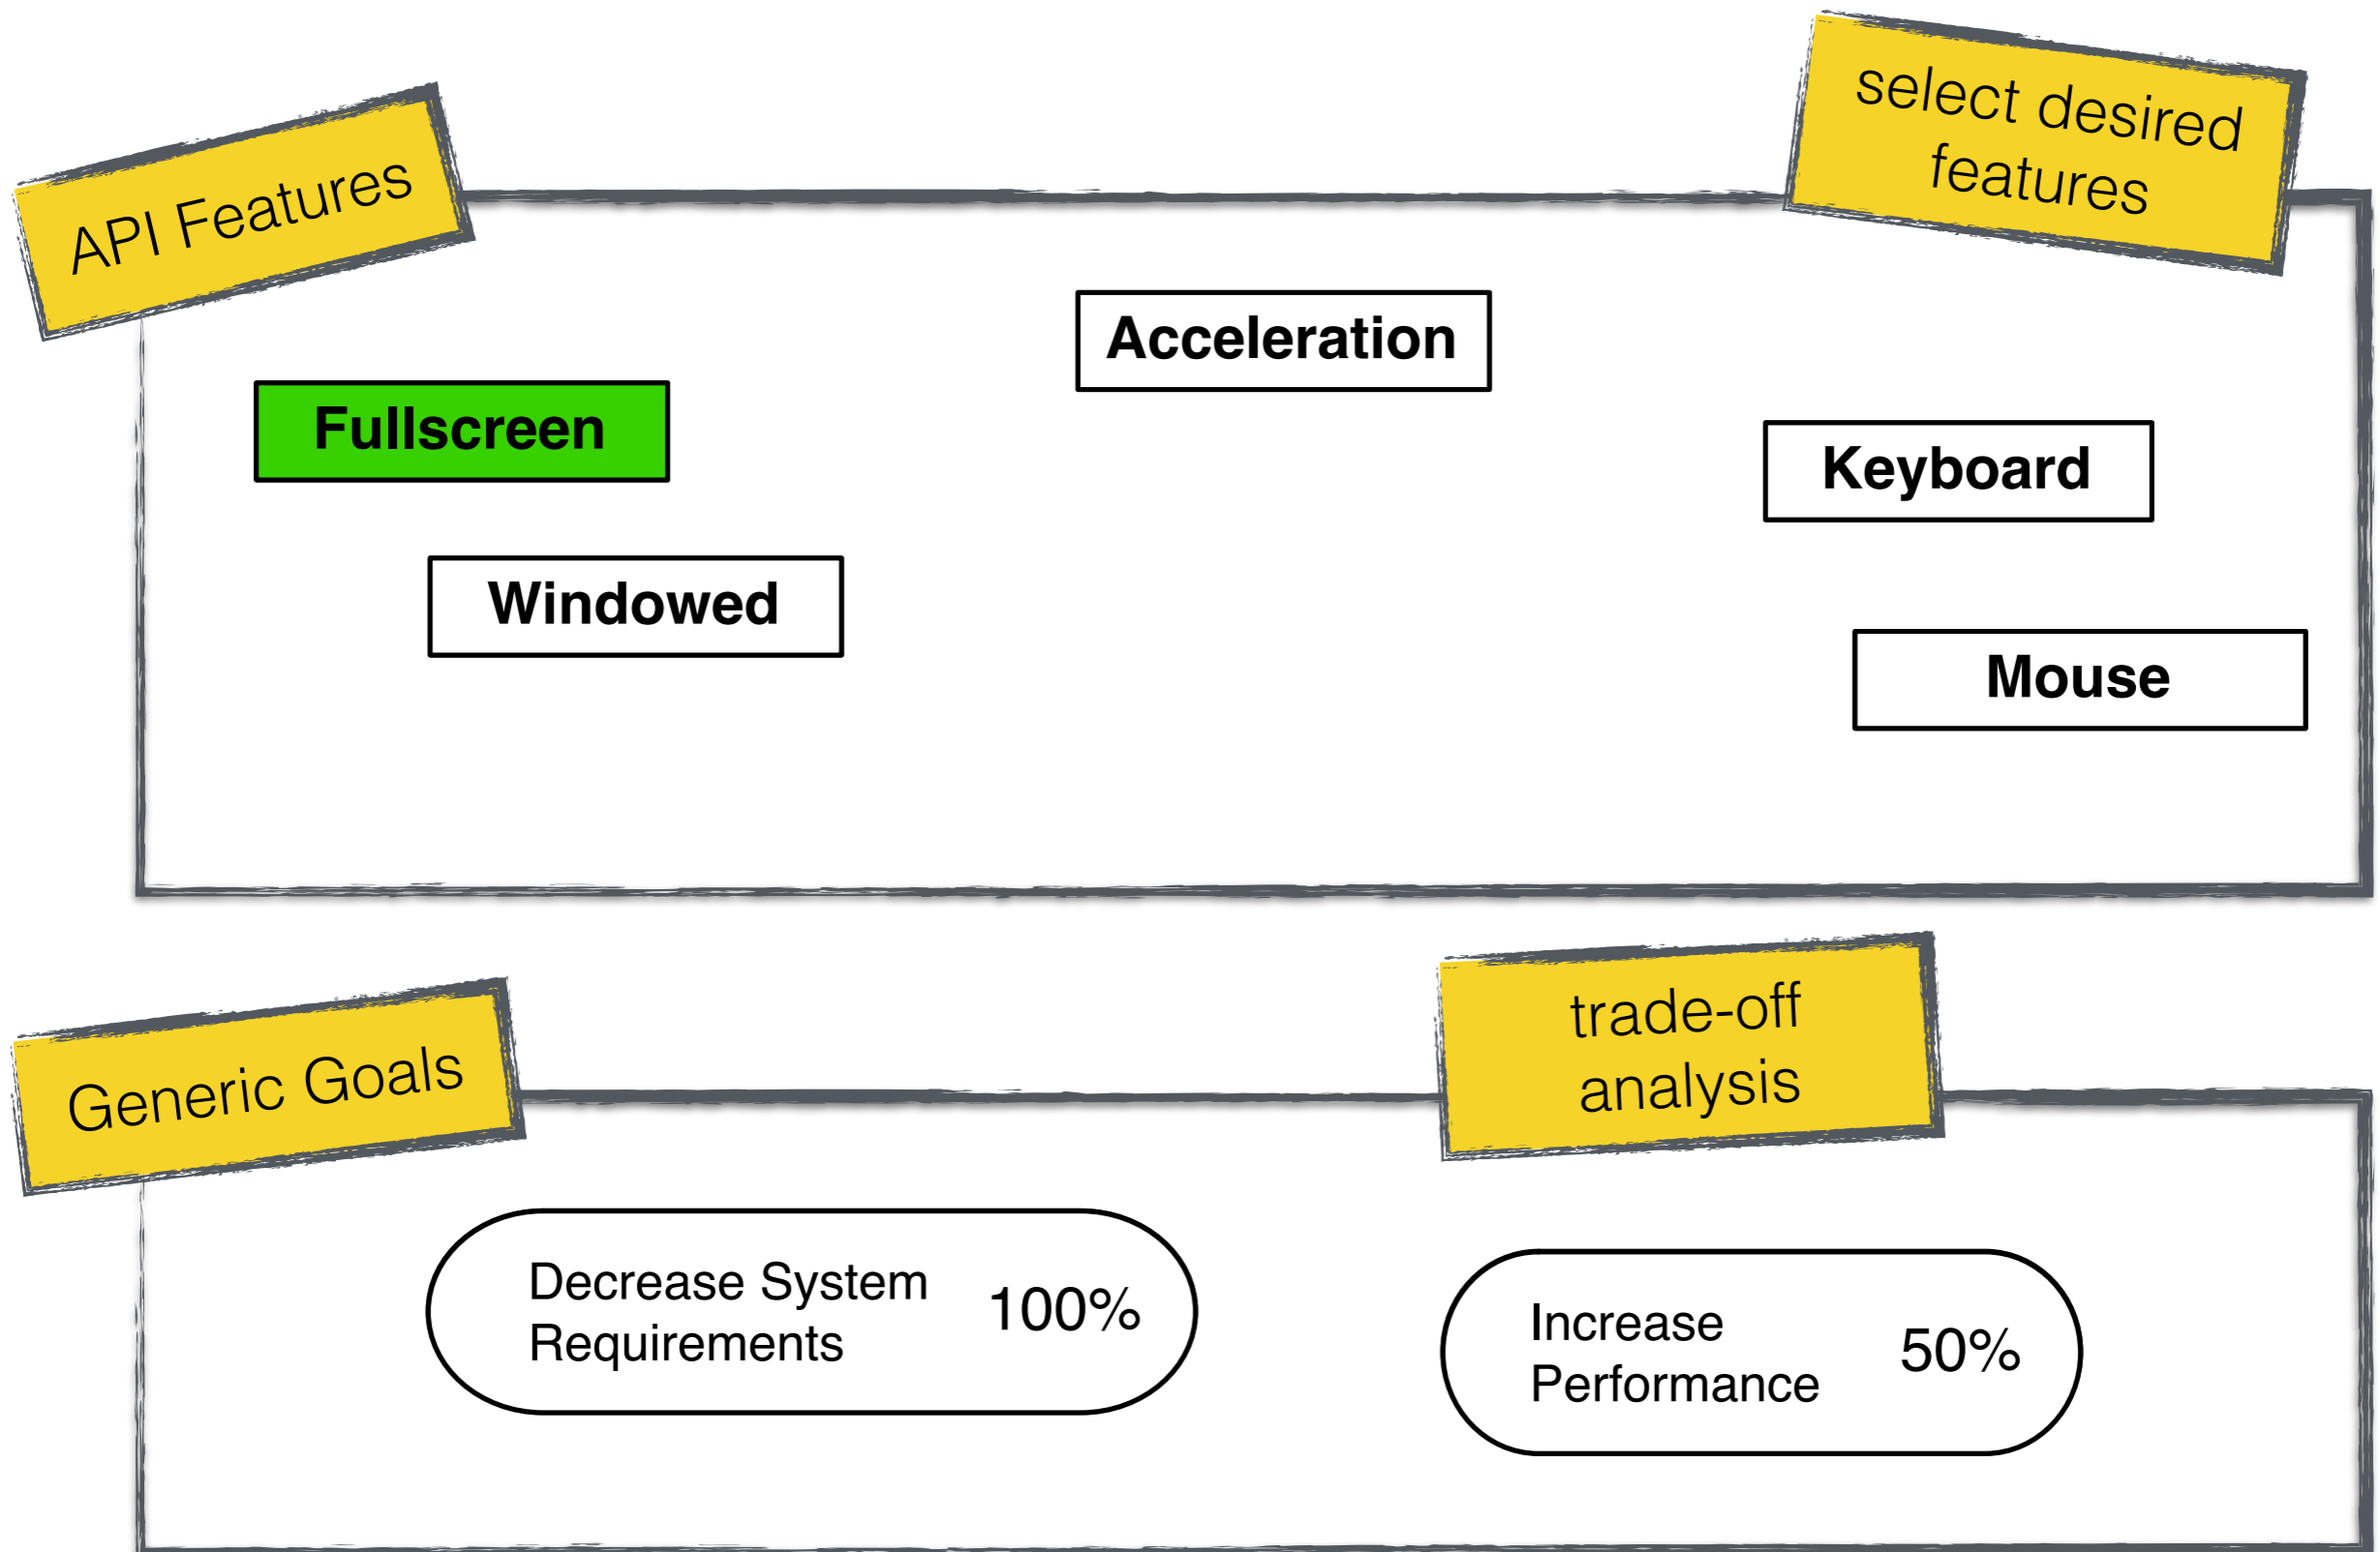 API Features
select desired
features
Acceleration
Fullscreen
Keyboard
Windowed
Mouse
Generic Goals
trade-off
analysis
Decrease System
Requirements
100%
Increase
Performance
50%